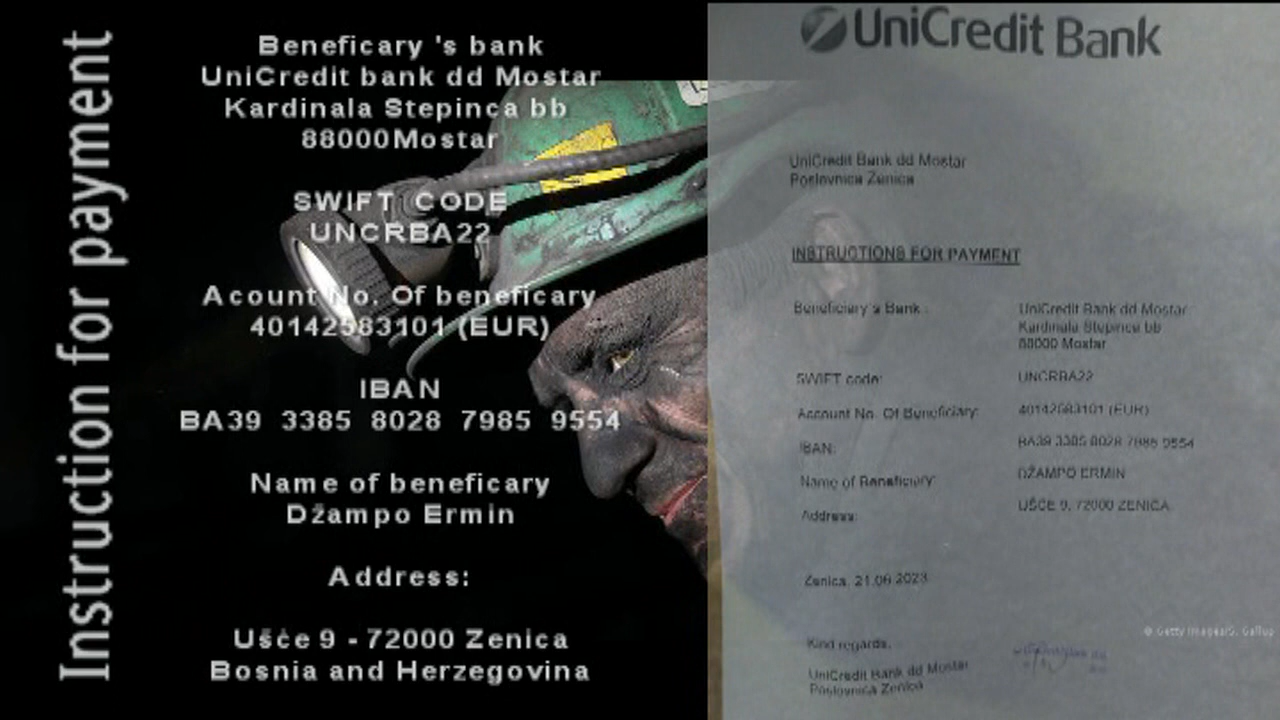 Instruction for payment
Beneficary 's bank
UniCredit bank dd Mostar
Kardinala Stepinca bb
88000Mostar
SWIFT CODE
UNCRBA22
Acount No. Of beneficary
40142583101 (EUR)
IBAN
BA39 3385 8028 7985 9554
Name of beneficary
Džampo Ermin
Address:
Ušće 9 - 72000 Zenica
Bosnia and Herzegovina
UniCredit Bank
UniCredit Bank dd Mostar
Poslovnica Zenica
INSTRUCTIONS FOR PAYMENT
Beneficiary's Bank : UniCredit Bank dd Mostar
Kardinala Stepinca bb
88000 Mostar
SWIFT code: UNCRBA22
Account No. Of Beneficiary: 40142583101 (EUR)
IBAN: BA39 3385 8028 7985 9554
Name of Beneficiary: DŽAMPO ERMIN
Address: UŠĆE 9, 72000 ZENICA
Zenica, 21.06 2023
Kind regards,
UniCredit Bank dd Mostar
Poslovnica Zenica
© Getty Images/S. Gallup